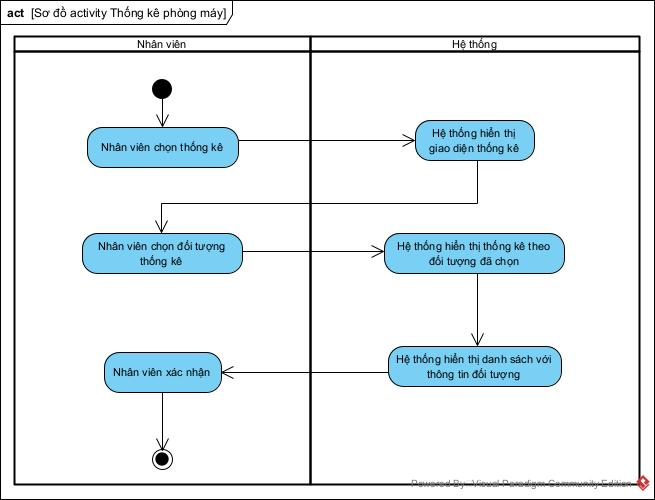 act [Sơ đồ activity Thống kê phòng máy]
Nhân viên
Hệ thống
Nhân viên chọn thống kê
Hệ thống hiển thị
giao diện thống kê
Nhân viên chọn đối tượng
thống kê
Hệ thống hiển thị thống kê theo
đối tượng đã chọn
Nhân viên xác nhận
Hệ thống hiển thị danh sách với
thông tin đối tượng
Powered By: Visual Paradigm Community Edition